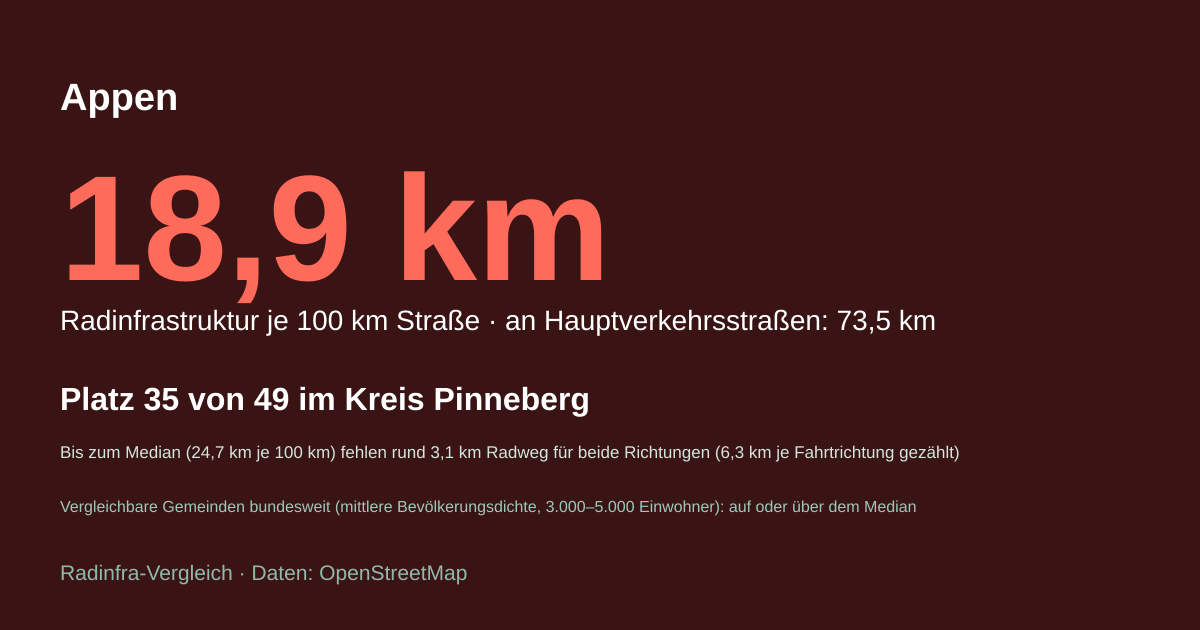 Appen
18,9 km
Radinfrastruktur je 100 km Straße · an Hauptverkehrsstraßen: 73,5 km
Platz 35 von 49 im Kreis Pinneberg
Bis zum Median (24,7 km je 100 km) fehlen rund 3,1 km Radweg für beide Richtungen (6,3 km je Fahrtrichtung gezählt)
Vergleichbare Gemeinden bundesweit (mittlere Bevölkerungsdichte, 3.000–5.000 Einwohner): auf oder über dem Median
Radinfra-Vergleich · Daten: OpenStreetMap